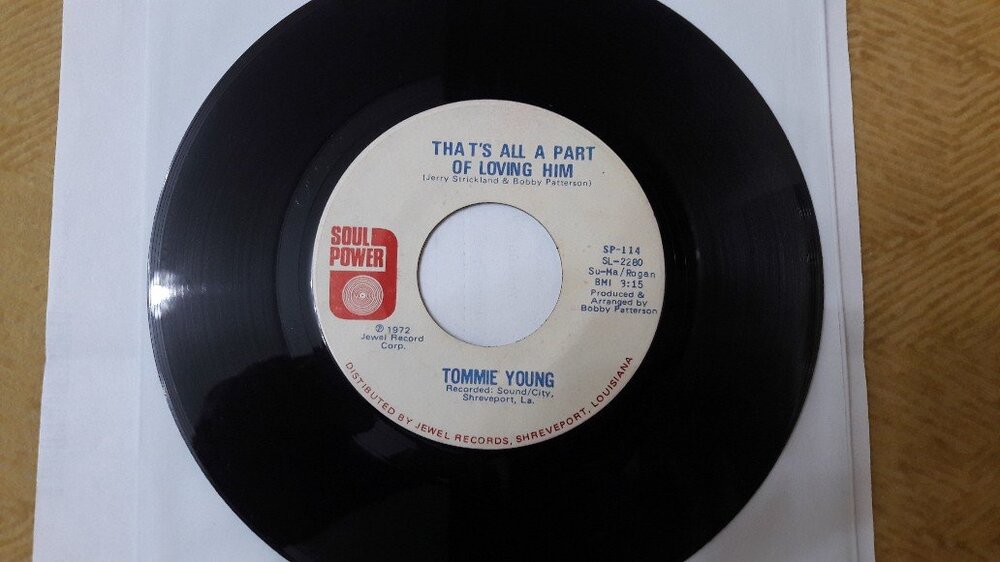 THAT'S ALL A PART
OF LOVING HIM
(Jerry Strickland & Bobby Patterson)
SOUL
POWER
SP-114
SL-2280
Su-Ma/Rogan
BMI 3:15
Produced &
Arranged by
Bobby Patterson
℗ 1972
Jewel Record
Corp.
TOMMIE YOUNG
Recorded: Sound/City,
Shreveport, La.
DISTRIBUTED BY JEWEL RECORDS, SHREVEPORT, LOUISIANA